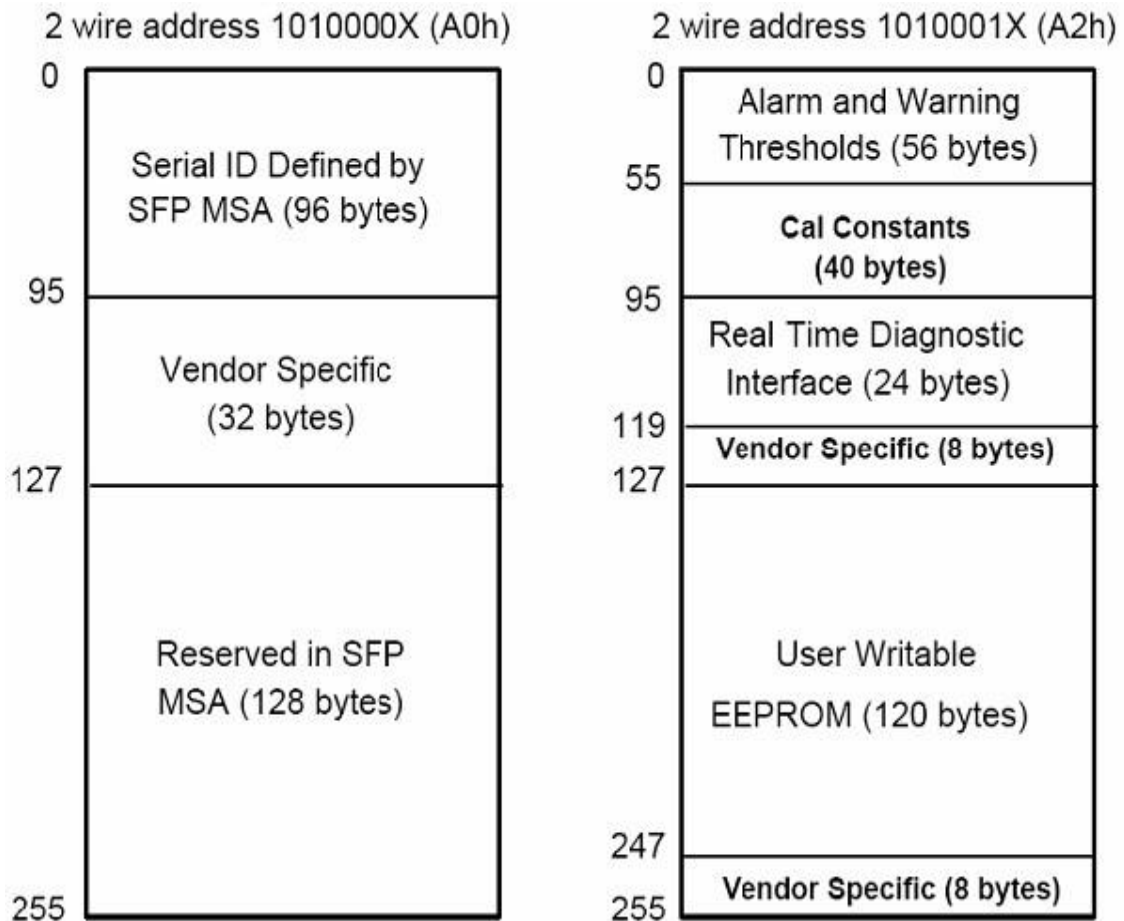 2 wire address 1010000X (A0h)
0
Serial ID Defined by
SFP MSA (96 bytes)
95
Vendor Specific
(32 bytes)
127
Reserved in SFP
MSA (128 bytes)
255
2 wire address 1010001X (A2h)
0
Alarm and Warning
Thresholds (56 bytes)
55
Cal Constants
(40 bytes)
95
Real Time Diagnostic
Interface (24 bytes)
119
Vendor Specific (8 bytes)
127
User Writable
EEPROM (120 bytes)
247
Vendor Specific (8 bytes)
255